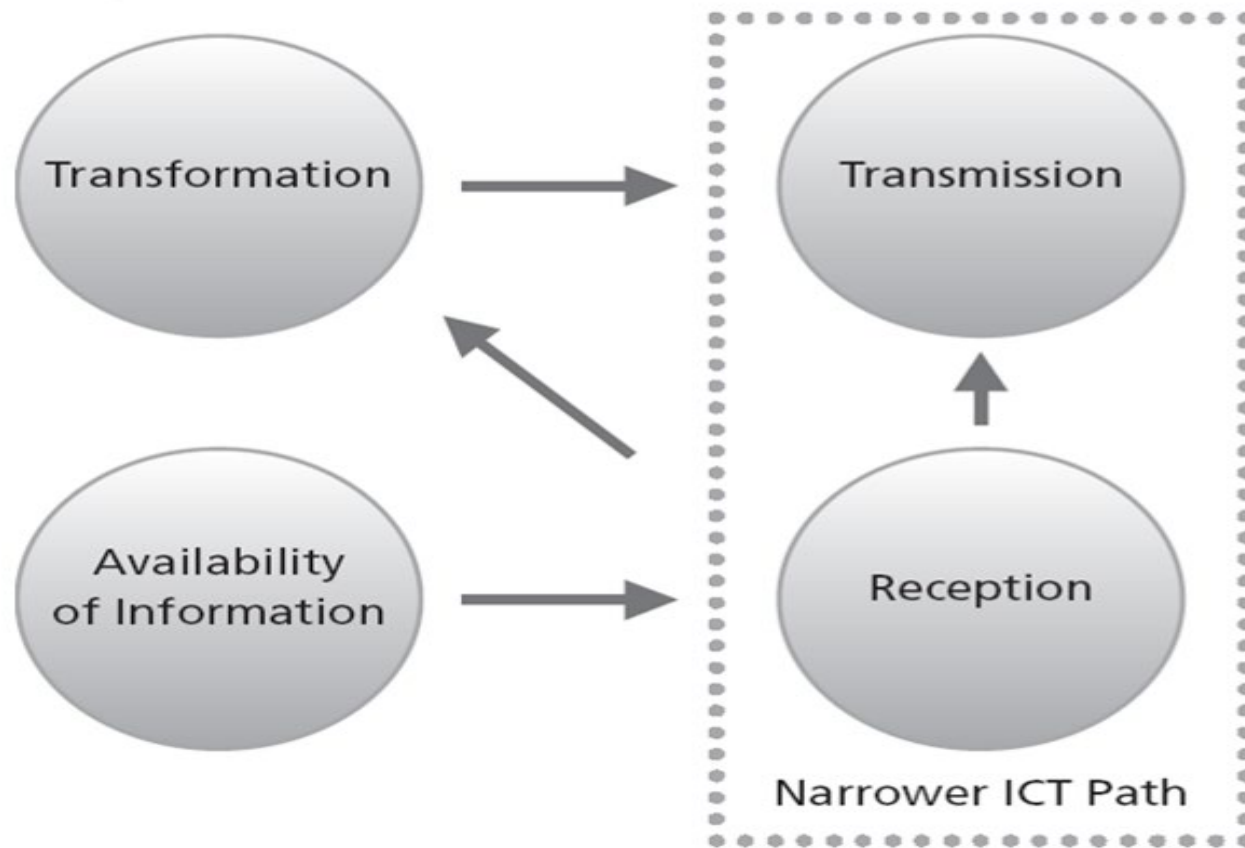 Transformation
Transmission
Availability
of Information
Reception
Narrower ICT Path